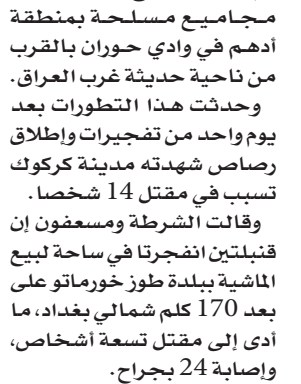 مجاميع مسلحة بمنطقة
أدهم في وادي حوران بالقرب
من ناحية حديثة غرب العراق.
وحدثت هذا التطورات بعد
يوم واحد من تفجيرات وإطلاق
رصاص شهدته مدينة كركوك
تسبب في مقتل 14 شخصا.
وقالت الشرطة ومسعفون إن
قنبلتين انفجرتا في ساحة لبيع
الماشية ببلدة طوز خورماتو على
بعد 170 كلم شمالي بغداد، ما
أدى إلى مقتل تسعة أشخاص،
وإصابة 24 بجراح.